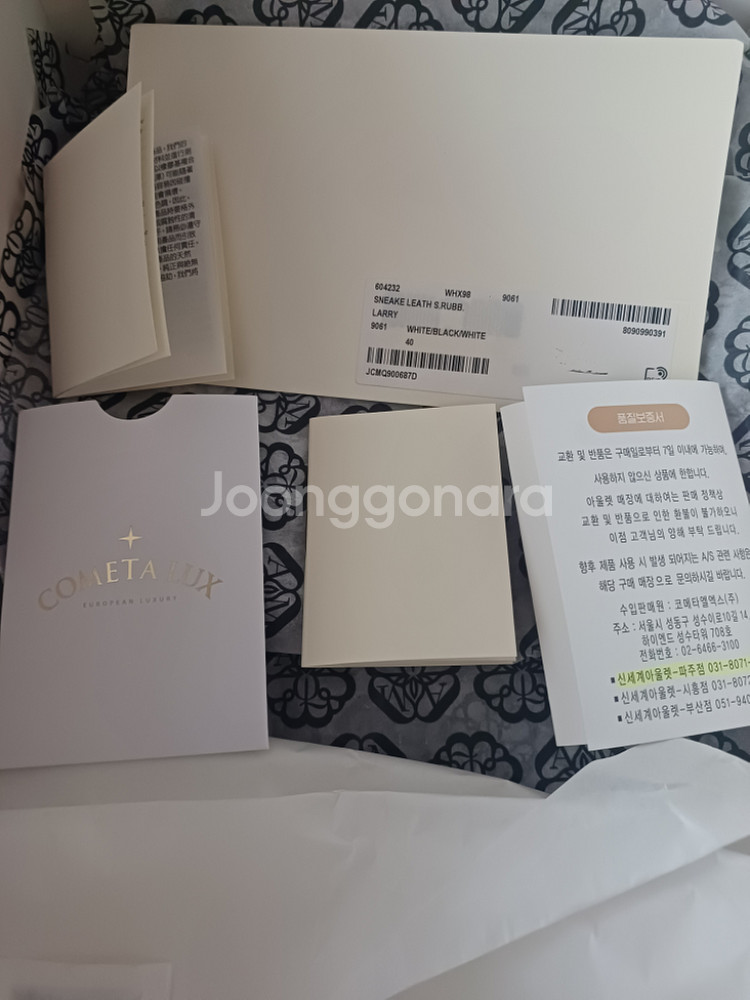 604232 WHX98 9061
SNEAKE LEATH S.RUBB.
LARRY
9061 WHITE/BLACK/WHITE
40
JCMQ900687D
8090990391
Joonggonara
COMETA LUX
EUROPEAN LUXURY
품질보증서
교환 및 반품은 구매일로부터 7일 이내에 가능하며,
사용하지 않으신 상품에 한합니다.
아울렛 매장에 대하여는 판매 정책상
교환 및 반품으로 인한 환불이 불가하오니
이점 고객님의 양해 부탁 드립니다.
향후 제품 사용 시 발생 되어지는 A/S 관련 사항은
해당 구매 매장으로 문의하시길 바랍니다.
수입판매원 : 코메타엘엑스(주)
주소 : 서울시 성동구 성수이로10길 14,
하이엔드 성수타워 708호
전화번호 : 02-6466-3100
■신세계아울렛-파주점 031-8071-
■신세계아울렛-시흥점 031-8072
■신세계아울렛-부산점 051-940